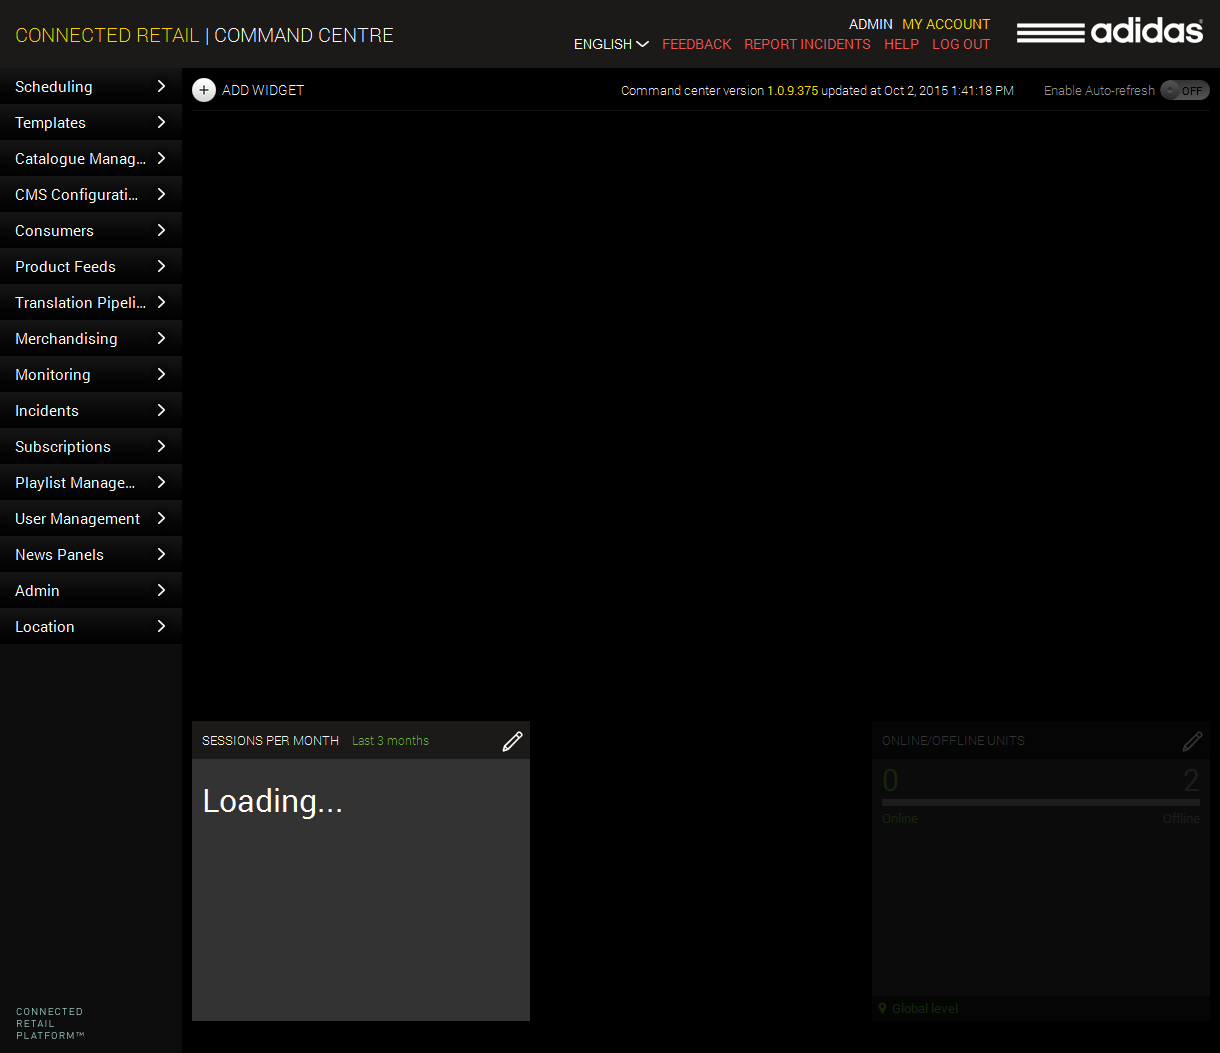 CONNECTED RETAIL | COMMAND CENTRE
ADMIN MY ACCOUNT
ENGLISH FEEDBACK REPORT INCIDENTS HELP LOG OUT
adidas
Scheduling
Templates
Catalogue Manag...
CMS Configurati...
Consumers
Product Feeds
Translation Pipeli...
Merchandising
Monitoring
Incidents
Subscriptions
Playlist Manage...
User Management
News Panels
Admin
Location
CONNECTED
RETAIL
PLATFORM™
ADD WIDGET
Command center version 1.0.9.375 updated at Oct 2, 2015 1:41:18 PM
Enable Auto-refresh OFF
SESSIONS PER MONTH Last 3 months
Loading...
ONLINE/OFFLINE UNITS
0 2
Online Offline
Global level